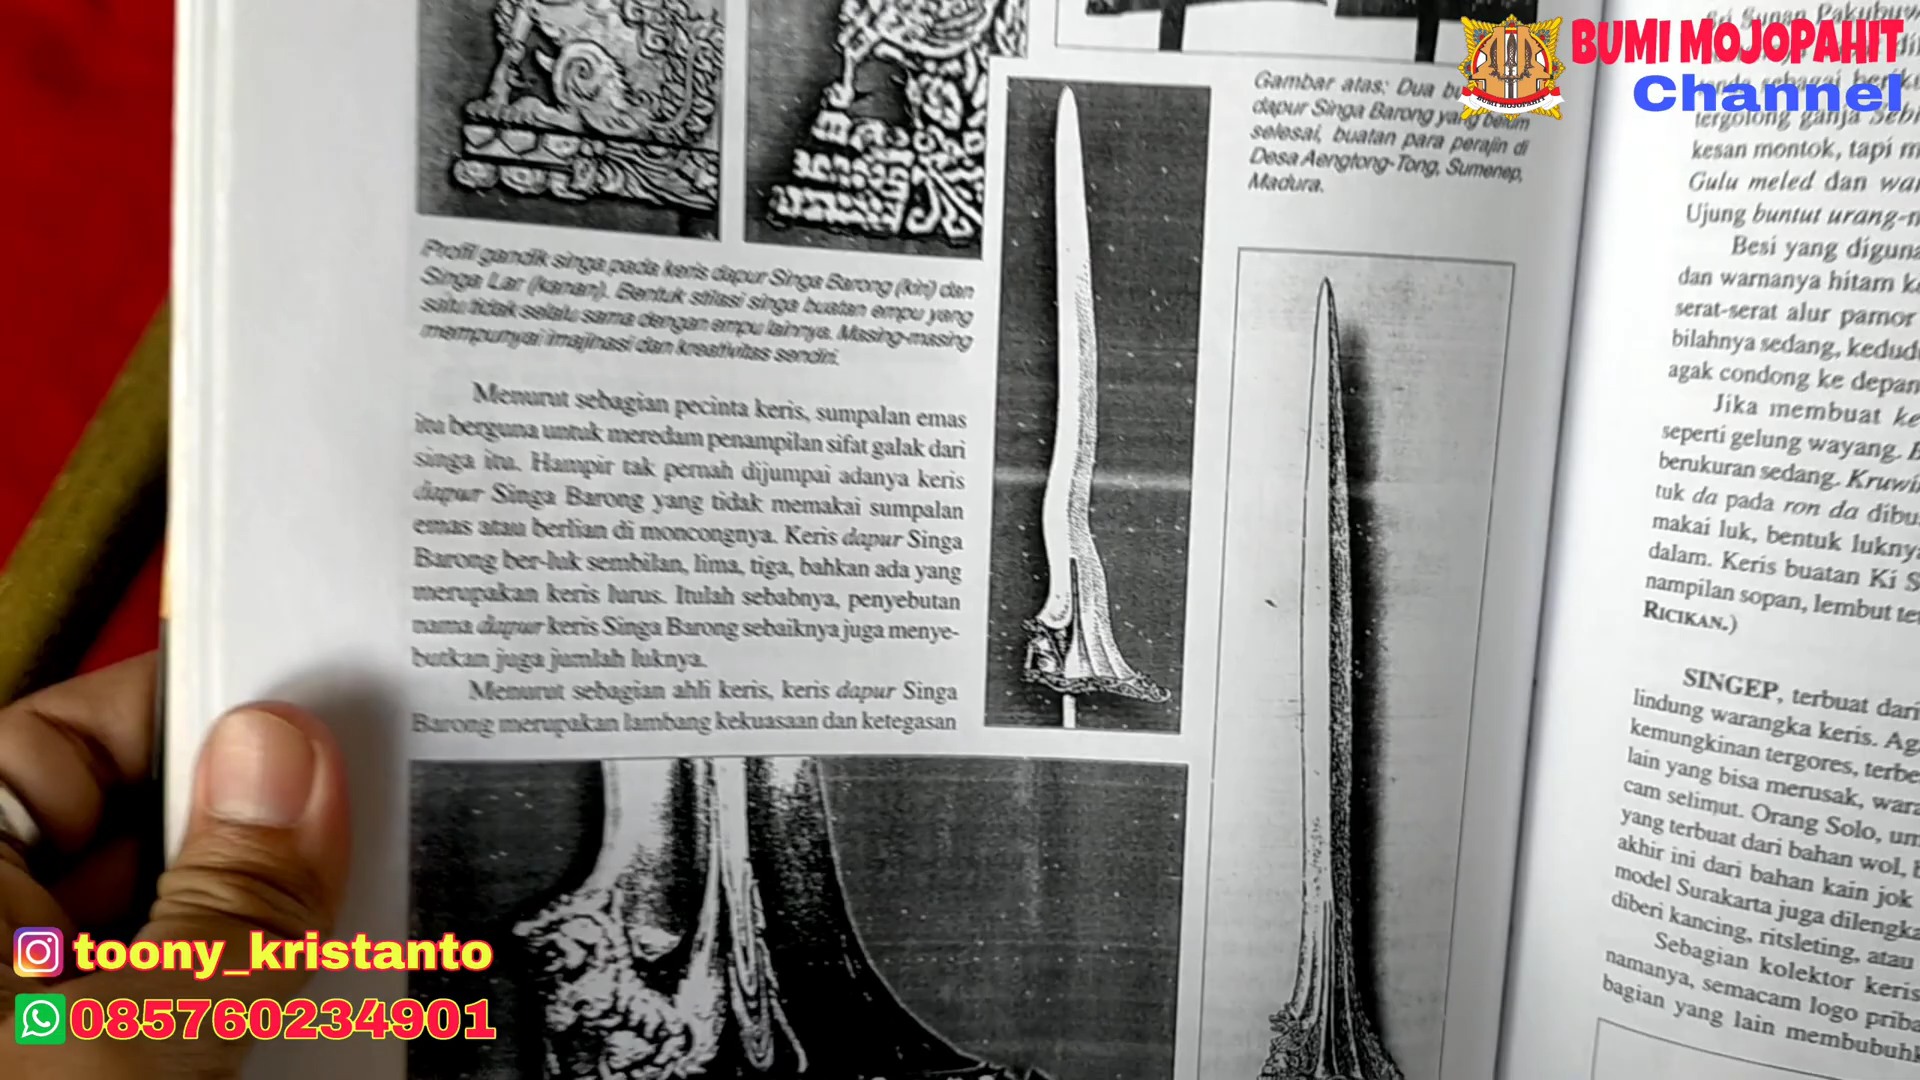 Profil gandik singa pada keris dapur Singa Barong (kiri) dan
Singa Lar (kanan). Bentuk stilasi singa buatan empu yang
satu tidak selalu sama dengan empu lainnya. Masing-masing
mempunyai imajinasi dan kreativitas sendiri.
Menurut sebagian pecinta keris, sumpalan emas
itu berguna untuk meredam penampilan sifat galak dari
singa itu. Hampir tak pernah dijumpai adanya keris
dapur Singa Barong yang tidak memakai sumpalan
emas atau berlian di moncongnya. Keris dapur Singa
Barong ber-luk sembilan, lima, tiga, bahkan ada yang
merupakan keris lurus. Itulah sebabnya, penyebutan
nama dapur keris Singa Barong sebaiknya juga menye-
butkan juga jumlah luknya.
Menurut sebagian ahli keris, keris dapur Singa
Barong merupakan lambang kekuasaan dan ketegasan
Gambar atas: Dua
dapur Singa Barong yang belum
selesai, buatan para perajin di
Desa Aengtong-Tong, Sumenep,
Madura.
Sri Sunan
sebagai
tergolong ganja
kesan montok, tapi
Gulu meled dan
Ujung buntut
Besi yang
dan warnanya hitam
serat-serat alur pamor
bilahnya sedang,
agak condong ke depan
Jika membuat
seperti gelung wayang.
berukuran sedang.
tuk da pada ron da
makai luk, bentuk
dalam. Keris buatan Ki
nampilan sopan, lembut
RICIKAN.)
SINGEP, terbuat dari
lindung warangka keris.
kemungkinan tergores,
lain yang bisa merusak,
cam selimut. Orang Solo,
yang terbuat dari bahan wol,
akhir ini dari bahan kain jok
model Surakarta juga
diberi kancing, ritsleting, atau
Sebagian kolektor keris
namanya, semacam logo
bagian yang lain
BUMI MOJOPAHIT
BUMI MOJOPAHIT
Channel
toony_kristanto
085760234901